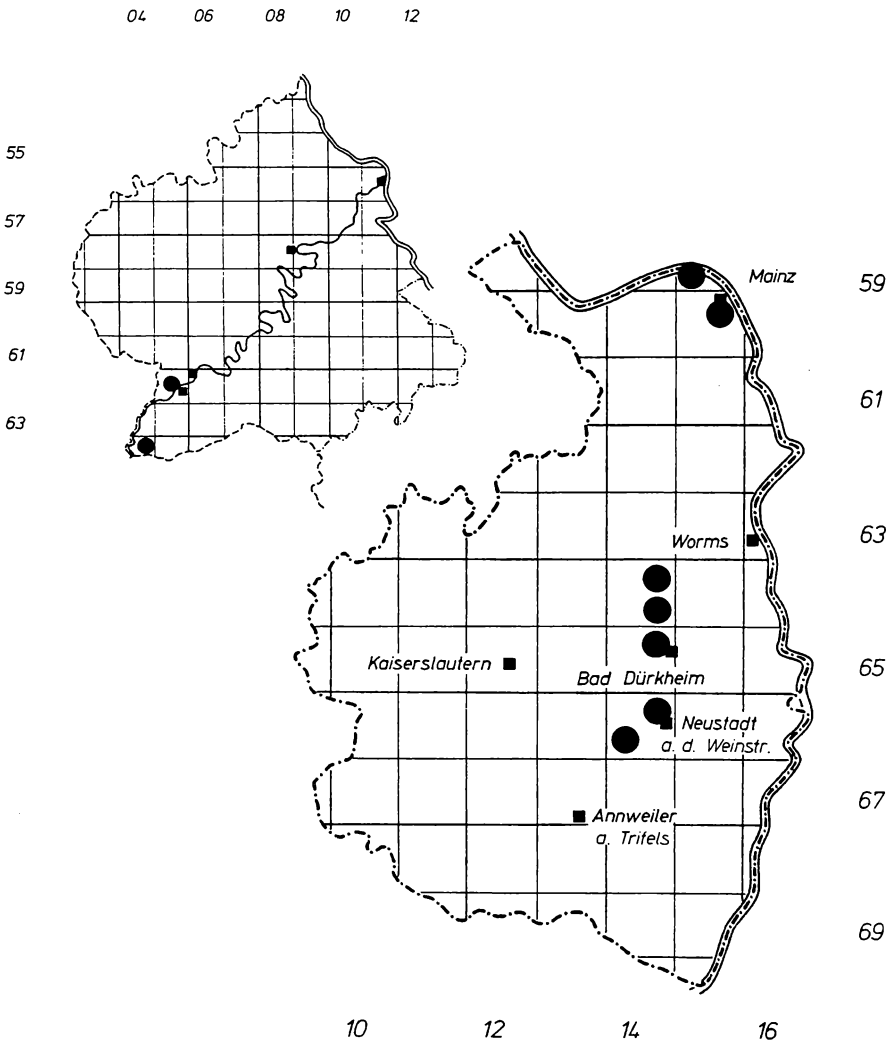 04 06 08 10 12
55
57
59
61
63
Mainz
59
61
Worms
63
Kaiserslautern
65
Bad Dürkheim
Neustadt
a. d. Weinstr.
67
Annweiler
a. Trifels
69
10 12 14 16